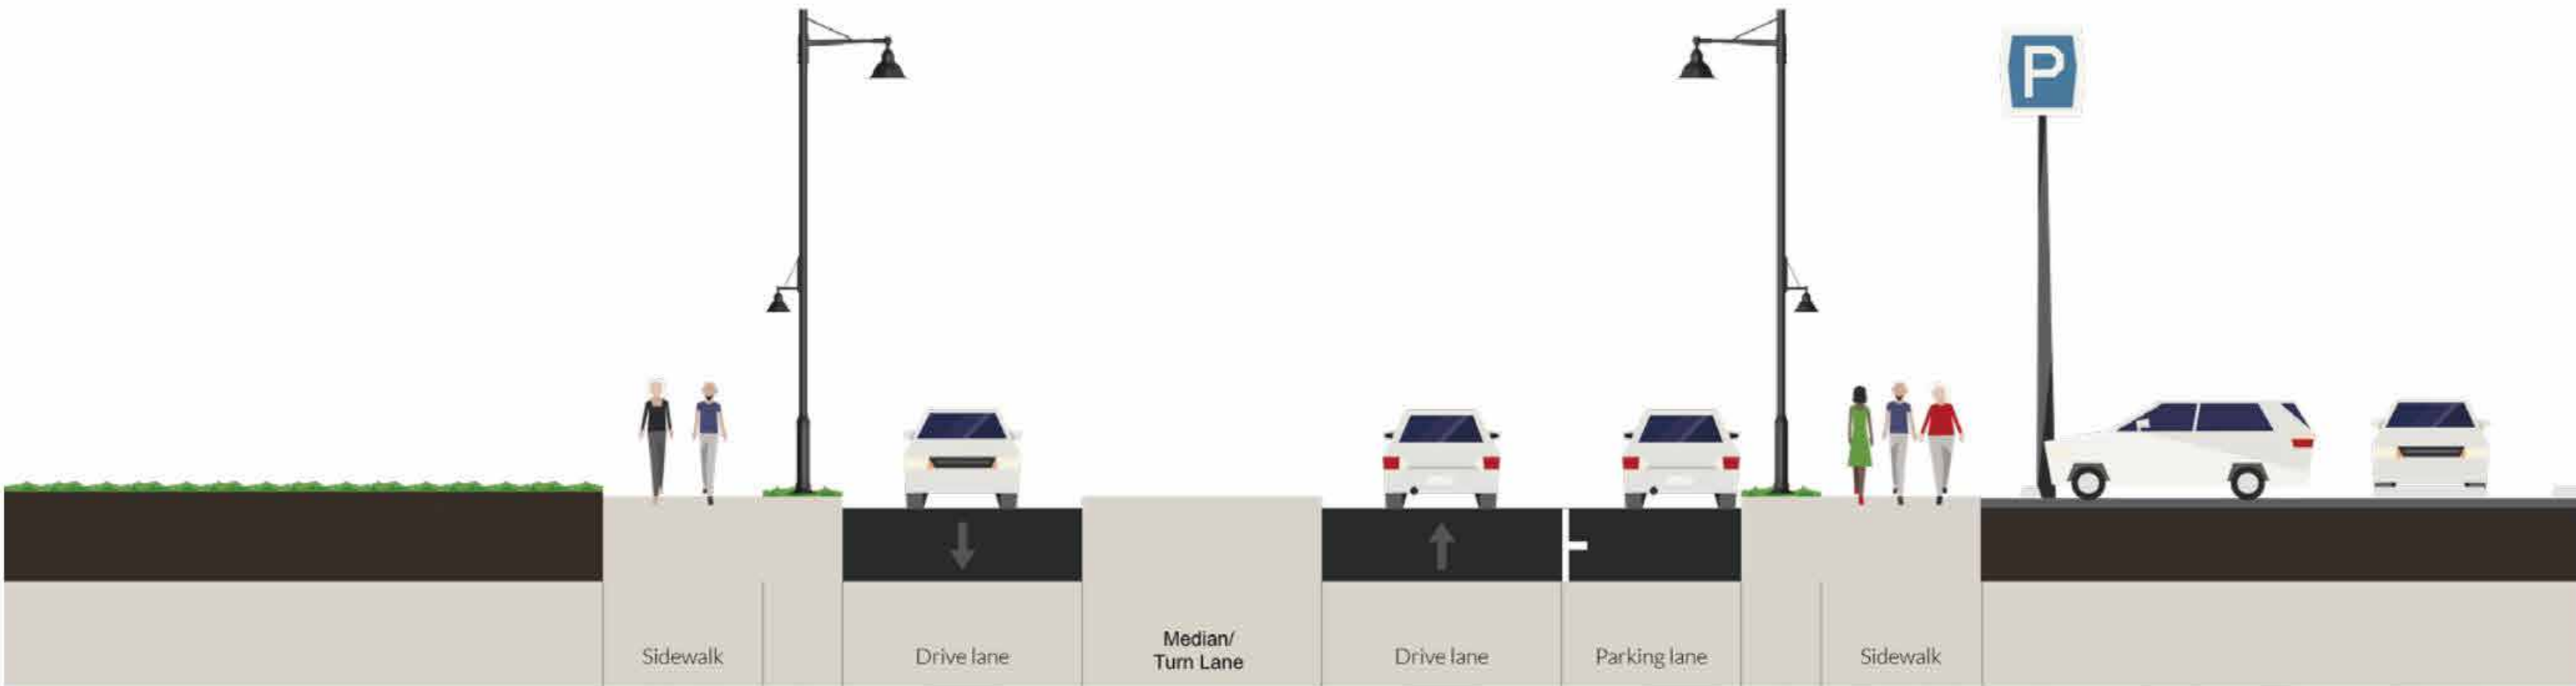 P
Sidewalk
Drive lane
Median/
Turn Lane
Drive lane
Parking lane
Sidewalk